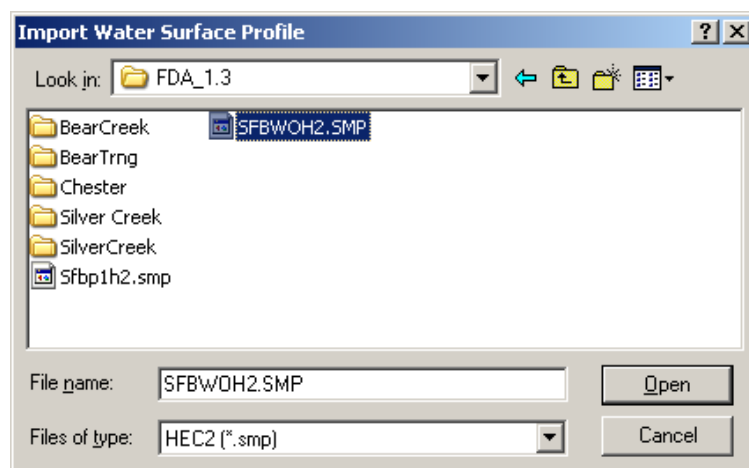 Import Water Surface Profile
Look in: FDA_1.3
BearCreek SFBWOH2.SMP
BearTrng
Chester
Silver Creek
SilverCreek
Sfbp1h2.smp
File name: SFBWOH2.SMP Open
Files of type: HEC2 (*.smp) Cancel